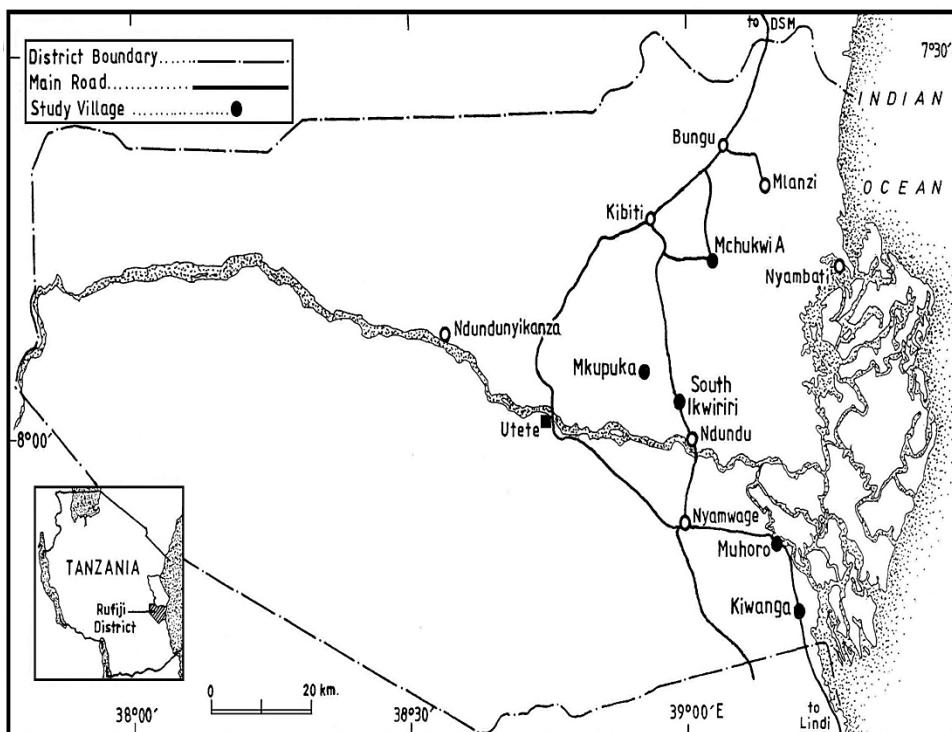 to DSM
District Boundary
7°30'
Main Road
Study Village
INDIAN
OCEAN
Bungu
Mlanzi
Kibiti
Mchukwi A
Nyambati
Ndundunyikanza
Mkupuka
South
Ikwiriri
Utete
Ndundu
8°00'
Nyamwage
Muhoro
TANZANIA
Rufiji
District
Kiwanga
0 20 km.
to
Lindi
38°00' 38°30' 39°00'E